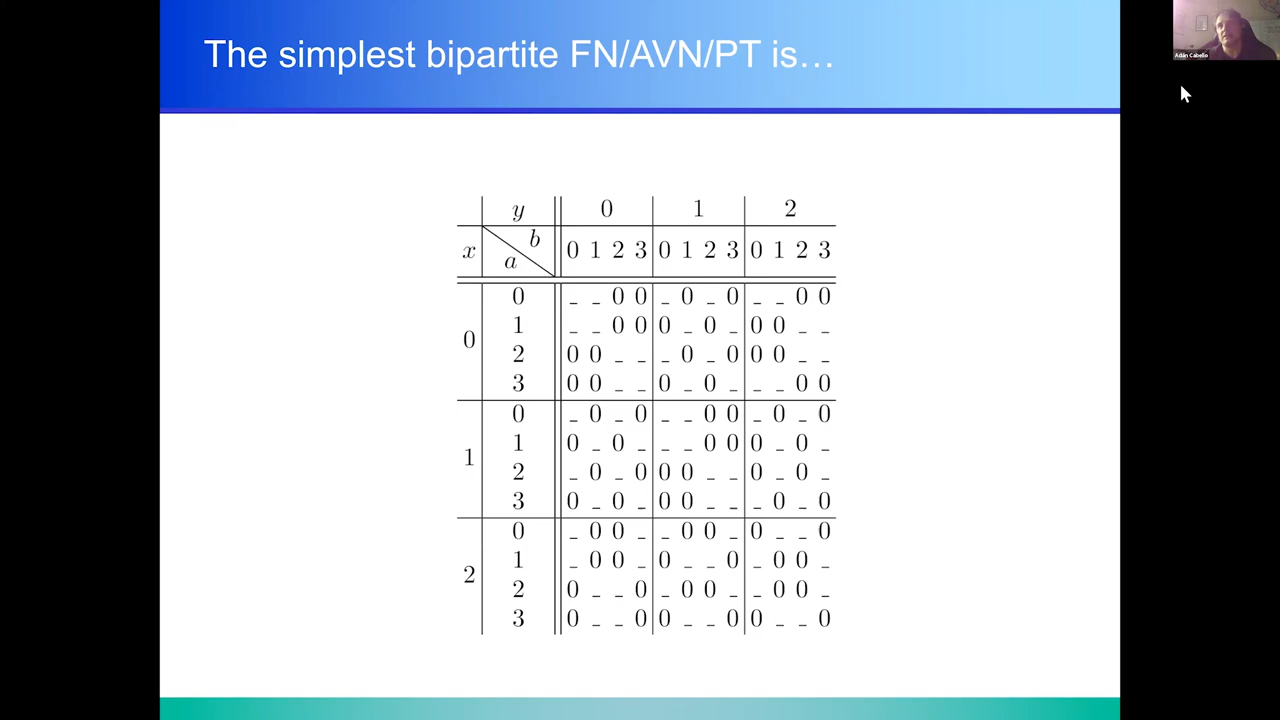 The simplest bipartite FN/AVN/PT is…
Adán Cabello
y 0 1 2
x a b 0 1 2 3 0 1 2 3 0 1 2 3
0 0 _ _ 0 0 _ 0 _ 0 _ _ 0 0
1 _ _ 0 0 0 _ 0 _ 0 0 _ _
2 0 0 _ _ _ 0 _ 0 0 0 _ _
3 0 0 _ _ 0 _ 0 _ _ _ 0 0
1 0 _ 0 _ 0 _ _ 0 0 _ 0 _ 0
1 0 _ 0 _ _ _ 0 0 0 _ 0 _
2 _ 0 _ 0 0 0 _ _ 0 _ 0 _
3 0 _ 0 _ 0 0 _ _ _ 0 _ 0
2 0 _ 0 0 _ _ 0 0 _ 0 _ _ 0
1 _ 0 0 _ 0 _ _ 0 _ 0 0 _
2 0 _ _ 0 _ 0 0 _ _ 0 0 _
3 0 _ _ 0 0 _ _ 0 0 _ _ 0